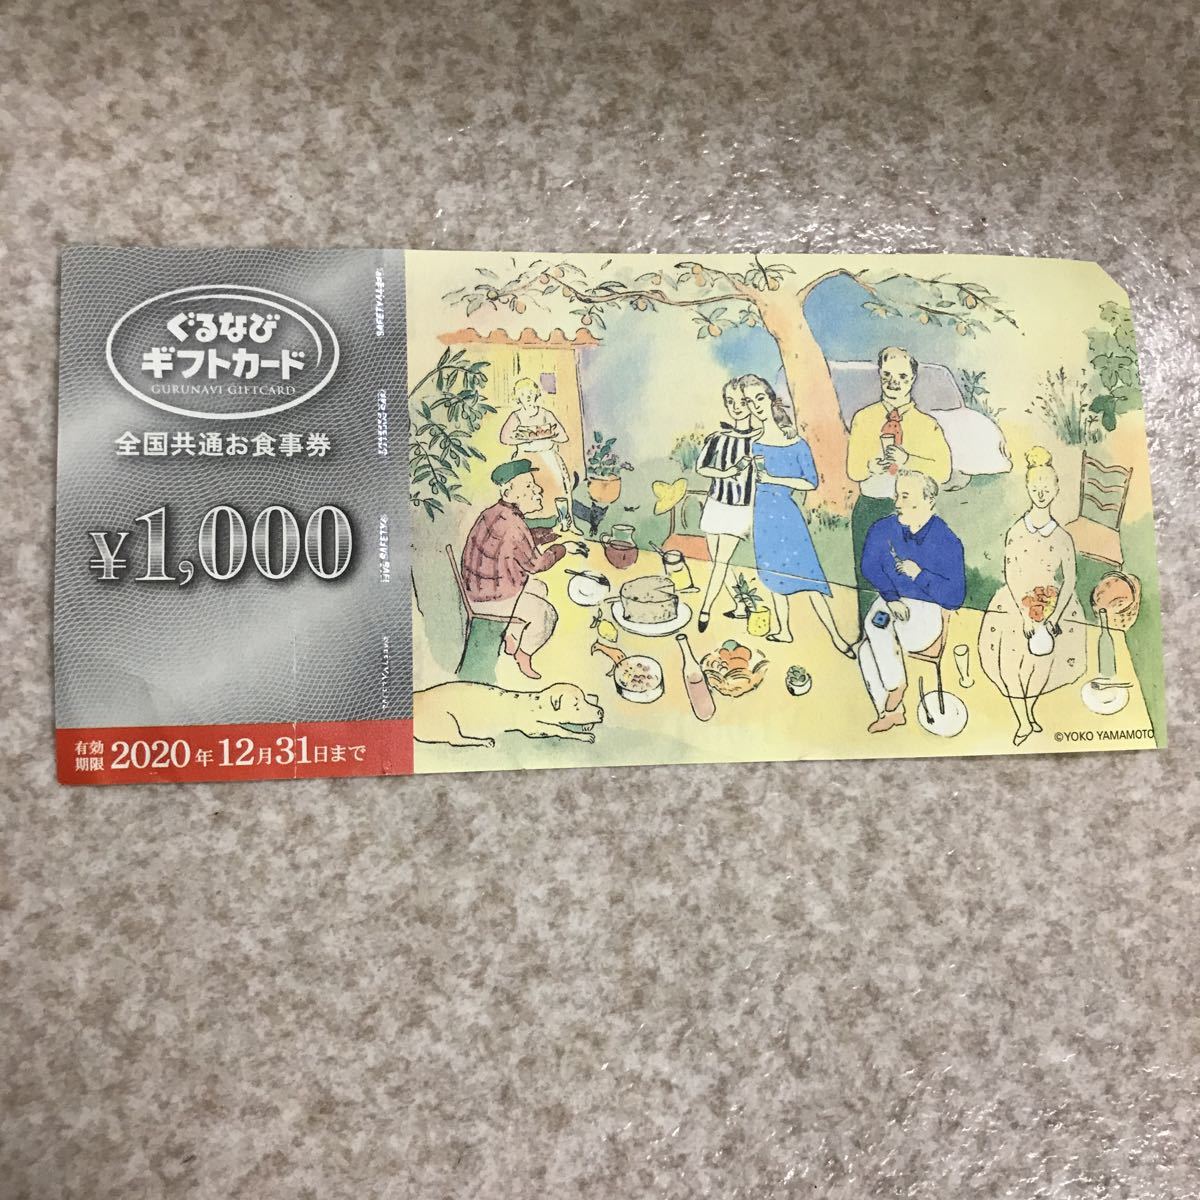 ぐるなび
ギフトカード
GURUNAVI GIFTCARD
全国共通お食事券
¥1,000
有効
期限 2020年12月31日まで
©YOKO YAMAMOTO